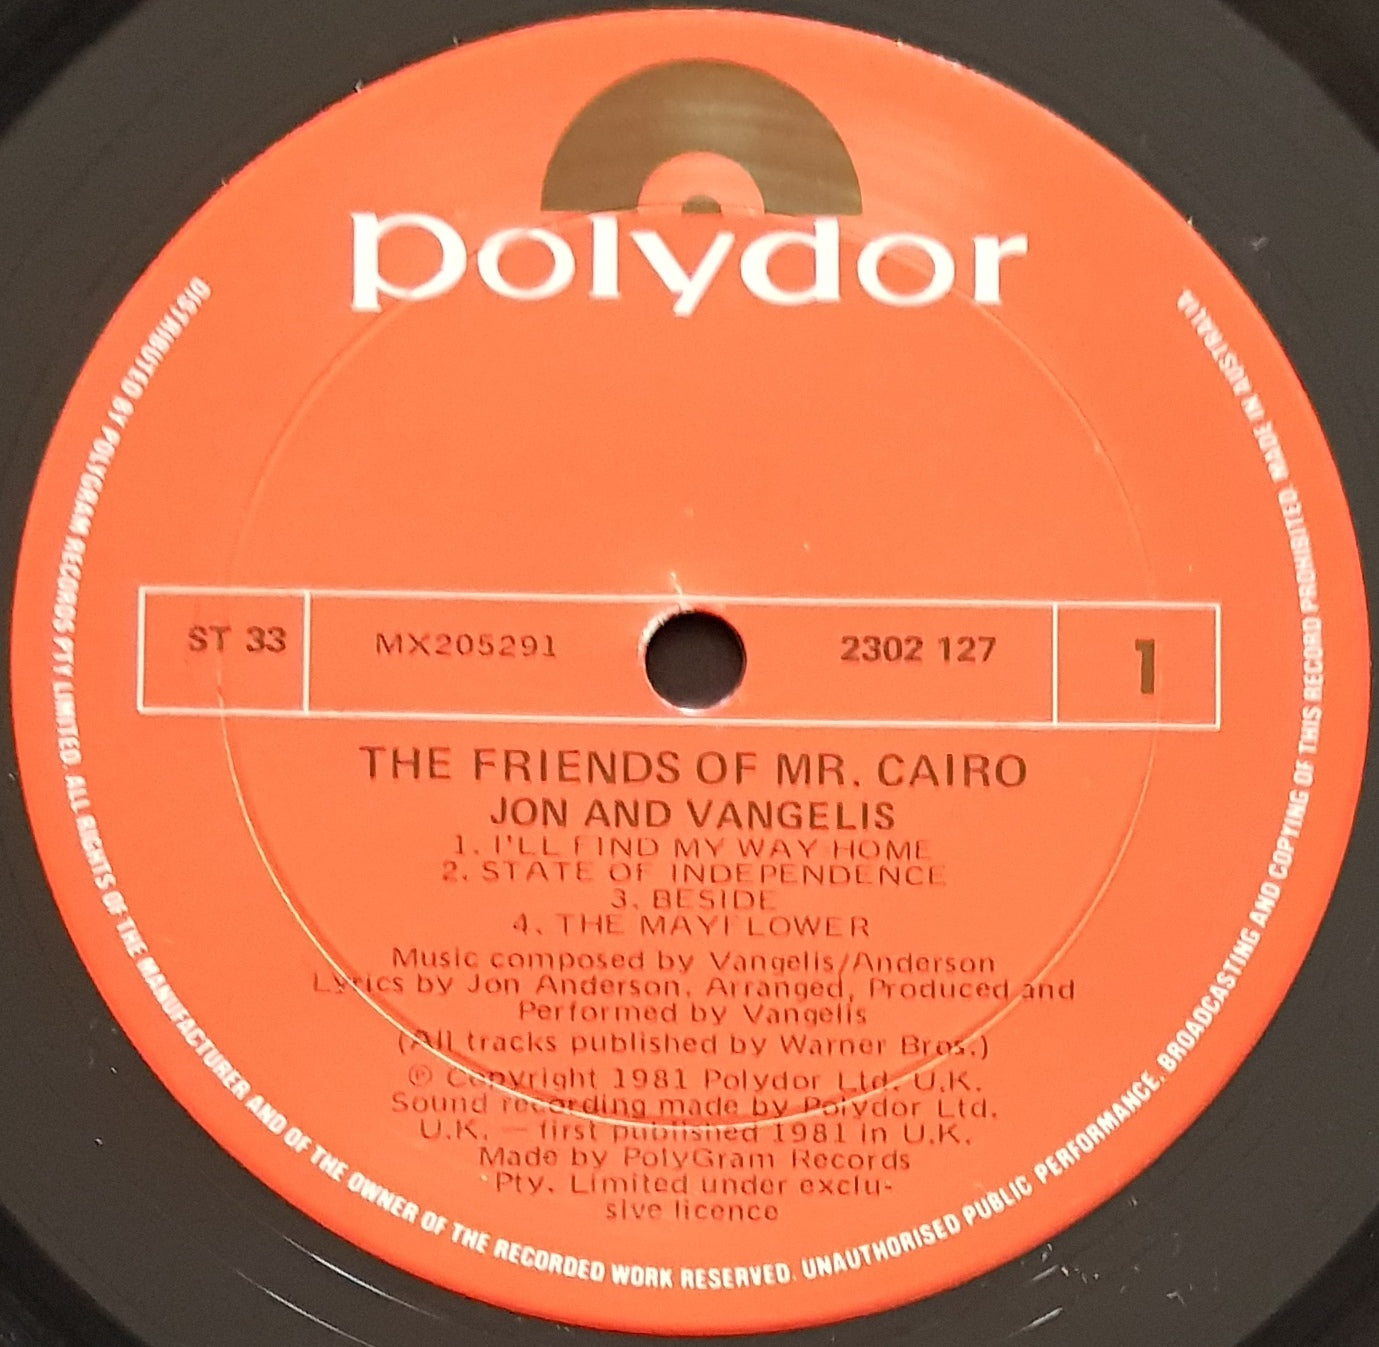 polydor
ST 33 MX205291 2302 127 1
THE FRIENDS OF MR. CAIRO
JON AND VANGELIS
1. I'LL FIND MY WAY HOME
2. STATE OF INDEPENDENCE
3. BESIDE
4. THE MAYFLOWER
Music composed by Vangelis/Anderson
Lyrics by Jon Anderson, Arranged, Produced and
Performed by Vangelis
(All tracks published by Warner Bros.)
℗ Copyright 1981 Polydor Ltd. U.K.
Sound recording made by Polydor Ltd.
U.K. – first published 1981 in U.K.
Made by PolyGram Records
Pty. Limited under exclu-
sive licence
DISTRIBUTED BY POLYGRAM RECORDS PTY LIMITED. ALL RIGHTS OF THE MANUFACTURER AND OF THE OWNER OF THE RECORDED WORK RESERVED. UNAUTHORISED PUBLIC PERFORMANCE, BROADCASTING AND COPYING OF THIS RECORD PROHIBITED. MADE IN AUSTRALIA